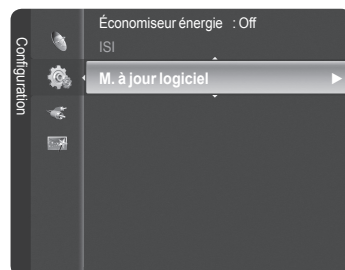 Configuration
Économiseur énergie : Off
ISI
M. à jour logiciel